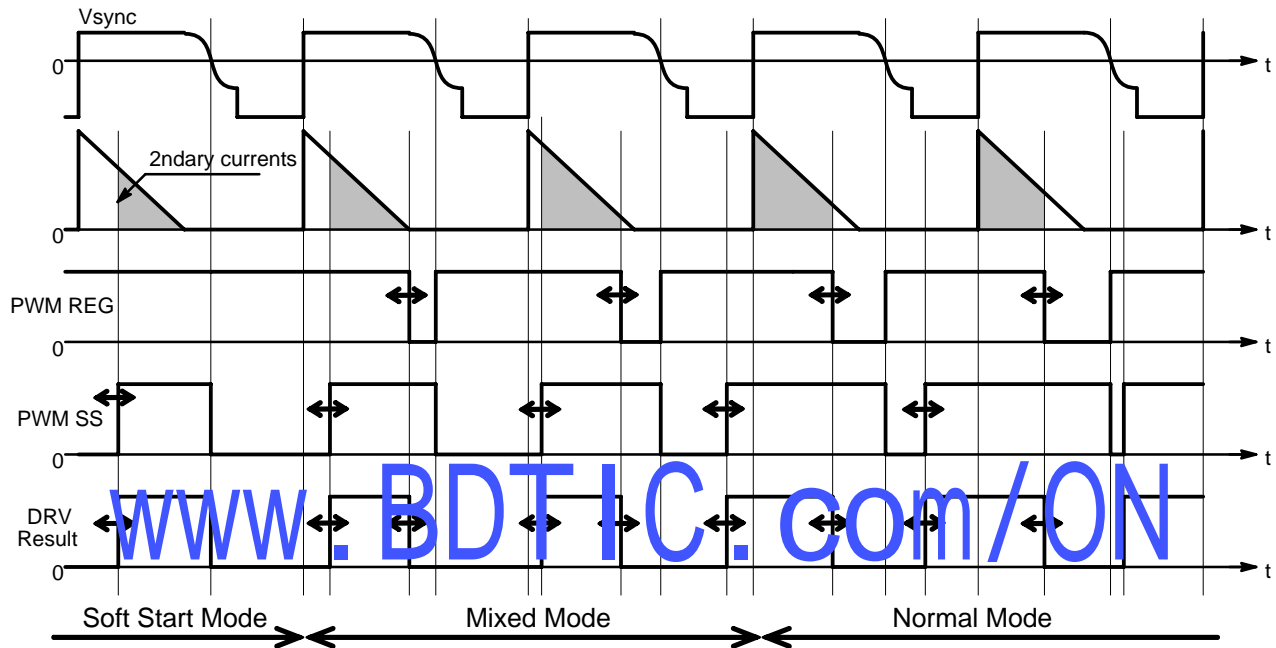 Vsync
0
t
2ndary currents
0
t
PWM REG
0
t
PWM SS
0
t
www.BDTIC.com/ON
DRV
Result
0
t
Soft Start Mode
Mixed Mode
Normal Mode